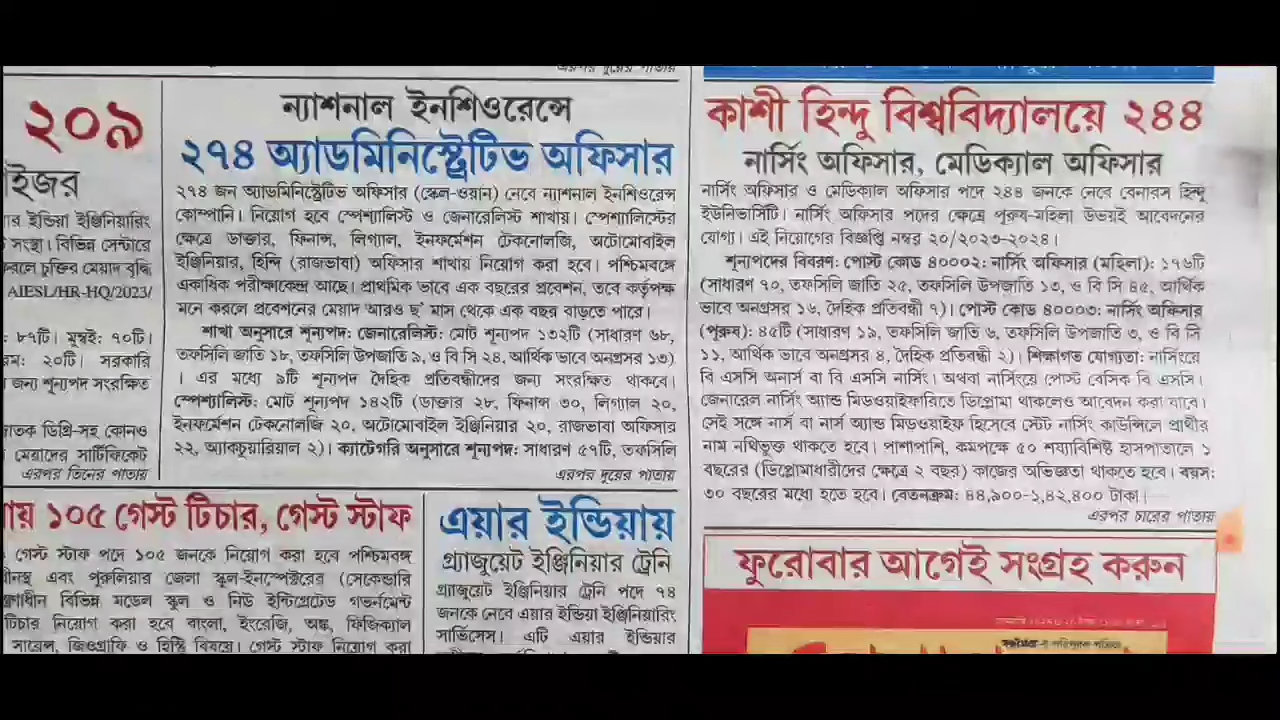 এরপর দুয়ের পাতায়
২০৯
ইজর
ার ইন্ডিয়া ইঞ্জিনিয়ারিং
সংস্থা। বিভিন্ন সেন্টারে
করলে চুক্তির মেয়াদ বৃদ্ধি
AIESL/HR-HQ/2023/
: ৮৭টি। মুম্বই: ৭০টি।
রম: ২০টি। সরকারি
জন্য শূন্যপদ সংরক্ষিত
াতক ডিগ্রি-সহ কোনও
মেয়াদের সার্টিফিকেট
এরপর তিনের পাতায়
ন্যাশনাল ইনশিওরেন্সে
২৭৪ অ্যাডমিনিস্ট্রেটিভ অফিসার
২৭৪ জন অ্যাডমিনিস্ট্রেটিভ অফিসার (স্কেল-ওয়ান) নেবে ন্যাশনাল ইনশিওরেন্স
কোম্পানি। নিয়োগ হবে স্পেশ্যালিস্ট ও জেনারেলিস্ট শাখায়। স্পেশালিস্টের
ক্ষেত্রে ডাক্তার, ফিনান্স, লিগ্যাল, ইনফর্মেশন টেকনোলজি, অটোমোবাইল
ইঞ্জিনিয়ার, হিন্দি (রাজভাষা) অফিসার শাখায় নিয়োগ করা হবে। পশ্চিমবঙ্গে
একাধিক পরীক্ষাকেন্দ্র আছে। প্রাথমিক ভাবে এক বছরের প্রবেশন, তবে কর্তৃপক্ষ
মনে করলে প্রবেশনের মেয়াদ আরও ছ' মাস থেকে এক বছর বাড়তে পারে।
শাখা অনুসারে শূন্যপদ: জেনারেলিস্ট: মোট শূন্যপদ ১৩২টি (সাধারণ ৬৮,
তফসিলি জাতি ১৮, তফসিলি উপজাতি ৯, ও বি সি ২৪, আর্থিক ভাবে অনগ্রসর ১৩)
। এর মধ্যে ৯টি শূন্যপদ দৈহিক প্রতিবন্ধীদের জন্য সংরক্ষিত থাকবে।
স্পেশ্যালিস্ট: মোট শূন্যপদ ১৪২টি (ডাক্তার ২৮, ফিনান্স ৩০, লিগ্যাল ২০,
ইনফর্মেশন টেকনোলজি ২০, অটোমোবাইল ইঞ্জিনিয়ার ২০, রাজভাষা অফিসার
২২, অ্যাকচুয়ারিয়াল ২)। ক্যাটেগরি অনুসারে শূন্যপদ: সাধারণ ৫৭টি, তফসিলি
এরপর দুয়ের পাতায়
ায় ১০৫ গেস্ট টিচার, গেস্ট স্টাফ
গেস্ট স্টাফ পদে ১০৫ জনকে নিয়োগ করা হবে পশ্চিমবঙ্গ
ীনস্থ এবং পুরুলিয়ার জেলা স্কুল-ইনস্পেক্টরের (সেকেন্ডারি
ত্রণাধীন বিভিন্ন মডেল স্কুল ও নিউ ইন্টিগ্রেটেড গভর্নমেন্ট
টিচার নিয়োগ করা হবে বাংলা, ইংরেজি, অঙ্ক, ফিজিক্যাল
সায়েন্স, জিওগ্রাফি ও হিস্ট্রি বিষয়ে। গেস্ট স্টাফ নিয়োগ করা
এয়ার ইন্ডিয়ায়
গ্র্যাজুয়েট ইঞ্জিনিয়ার ট্রেনি
গ্র্যাজুয়েট ইঞ্জিনিয়ার ট্রেনি পদে ৭৪
জনকে নেবে এয়ার ইন্ডিয়া ইঞ্জিনিয়ারিং
সার্ভিসেস। এটি এয়ার ইন্ডিয়ার
কাশী হিন্দু বিশ্ববিদ্যালয়ে ২৪৪
নার্সিং অফিসার, মেডিক্যাল অফিসার
নার্সিং অফিসার ও মেডিক্যাল অফিসার পদে ২৪৪ জনকে নেবে বেনারস হিন্দু
ইউনিভার্সিটি। নার্সিং অফিসার পদের ক্ষেত্রে পুরুষ-মহিলা উভয়ই আবেদনের
যোগ্য। এই নিয়োগের বিজ্ঞপ্তি নম্বর ২০/২০২৩-২০২৪।
শূন্যপদের বিবরণ: পোস্ট কোড ৪০০০২: নার্সিং অফিসার (মহিলা): ১৭৬টি
(সাধারণ ৭০, তফসিলি জাতি ২৫, তফসিলি উপজাতি ১৩, ও বি সি ৪৫, আর্থিক
ভাবে অনগ্রসর ১৬, দৈহিক প্রতিবন্ধী ৭)। পোস্ট কোড ৪০০০৩: নার্সিং অফিসার
(পুরুষ): ৪৫টি (সাধারণ ১৯, তফসিলি জাতি ৬, তফসিলি উপজাতি ৩, ও বি সি
১১, আর্থিক ভাবে অনগ্রসর ৪, দৈহিক প্রতিবন্ধী ২)। শিক্ষাগত যোগ্যতা: নার্সিংয়ে
বি এসসি অনার্স বা বি এসসি নার্সিং। অথবা নার্সিংয়ে পোস্ট বেসিক বি এসসি।
জেনারেল নার্সিং অ্যান্ড মিডওয়াইফারিতে ডিপ্লোমা থাকলেও আবেদন করা যাবে।
সেই সঙ্গে নার্স বা নার্স অ্যান্ড মিডওয়াইফ হিসেবে স্টেট নার্সিং কাউন্সিলে প্রার্থীর
নাম নথিভুক্ত থাকতে হবে। পাশাপাশি, কমপক্ষে ৫০ শয্যাবিশিষ্ট হাসপাতালে ১
বছরের (ডিপ্লোমাধারীদের ক্ষেত্রে ২ বছর) কাজের অভিজ্ঞতা থাকতে হবে। বয়স:
৩০ বছরের মধ্যে হতে হবে। বেতনক্রম: ৪৪,৯০০-১,৪২,৪০০ টাকা।
এরপর চারের পাতায়
ফুরোবার আগেই সংগ্রহ করুন